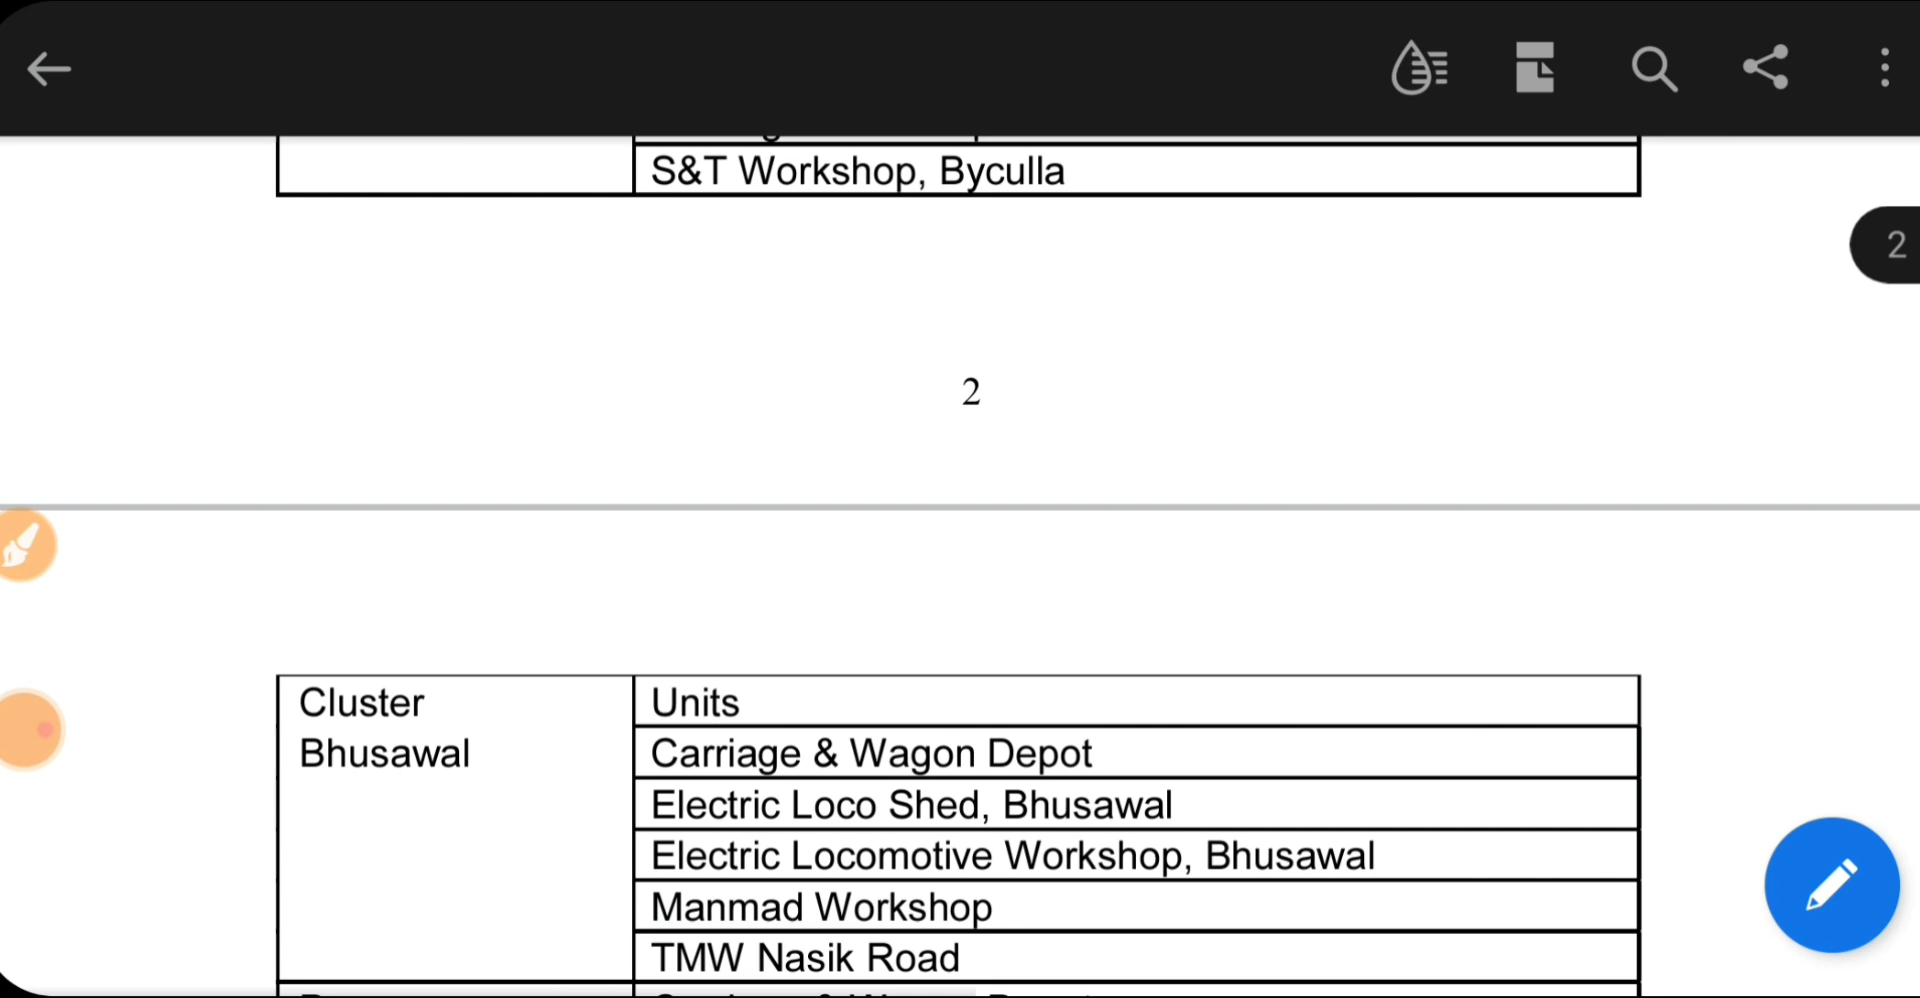 S&T Workshop, Byculla
2
2
Cluster Units
Bhusawal Carriage & Wagon Depot
Electric Loco Shed, Bhusawal
Electric Locomotive Workshop, Bhusawal
Manmad Workshop
TMW Nasik Road